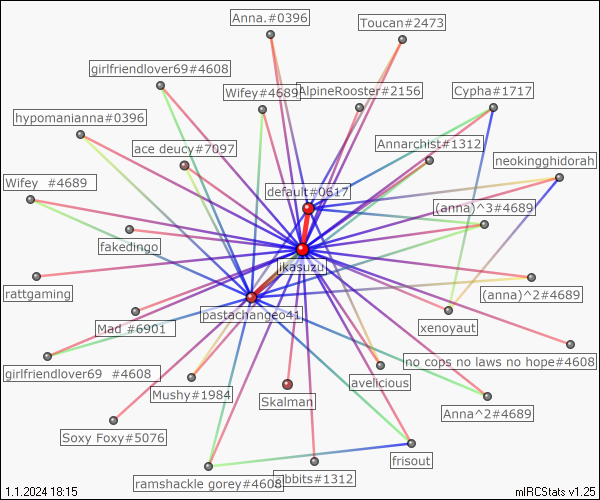 Anna.#0396
Toucan#2473
girlfriendlover69#4608
Wifey#4689
AlpineRooster#2156
Cypha#1717
hypomanianna#0396
ace deucy#7097
Annarchist#1312
neokingghidorah
Wifey  #4689
default#0617
(anna)^3#4689
fakedingo
jkasuzu
rattgaming
(anna)^2#4689
Mad #6901
pastachangeo41
xenoyaut
girlfriendlover69  #4608
no cops no laws no hope#4608
Mushy#1984
Skalman
avelicious
Anna^2#4689
Soxy Foxy#5076
frisout
ramshackle gorey#4608
#1312
1.1.2024 18:15
mIRCStats v1.25